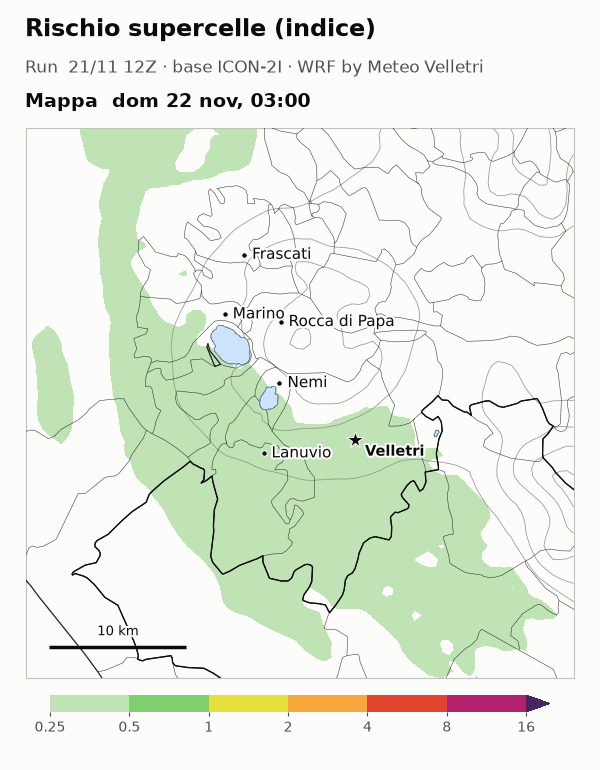 Rischio supercelle (indice)
Run  21/11 12Z · base ICON-2I · WRF by Meteo Velletri
Mappa  dom 22 nov, 03:00
Frascati
Marino
Rocca di Papa
Nemi
Velletri
Lanuvio
10 km
0.25 0.5 1 2 4 8 16